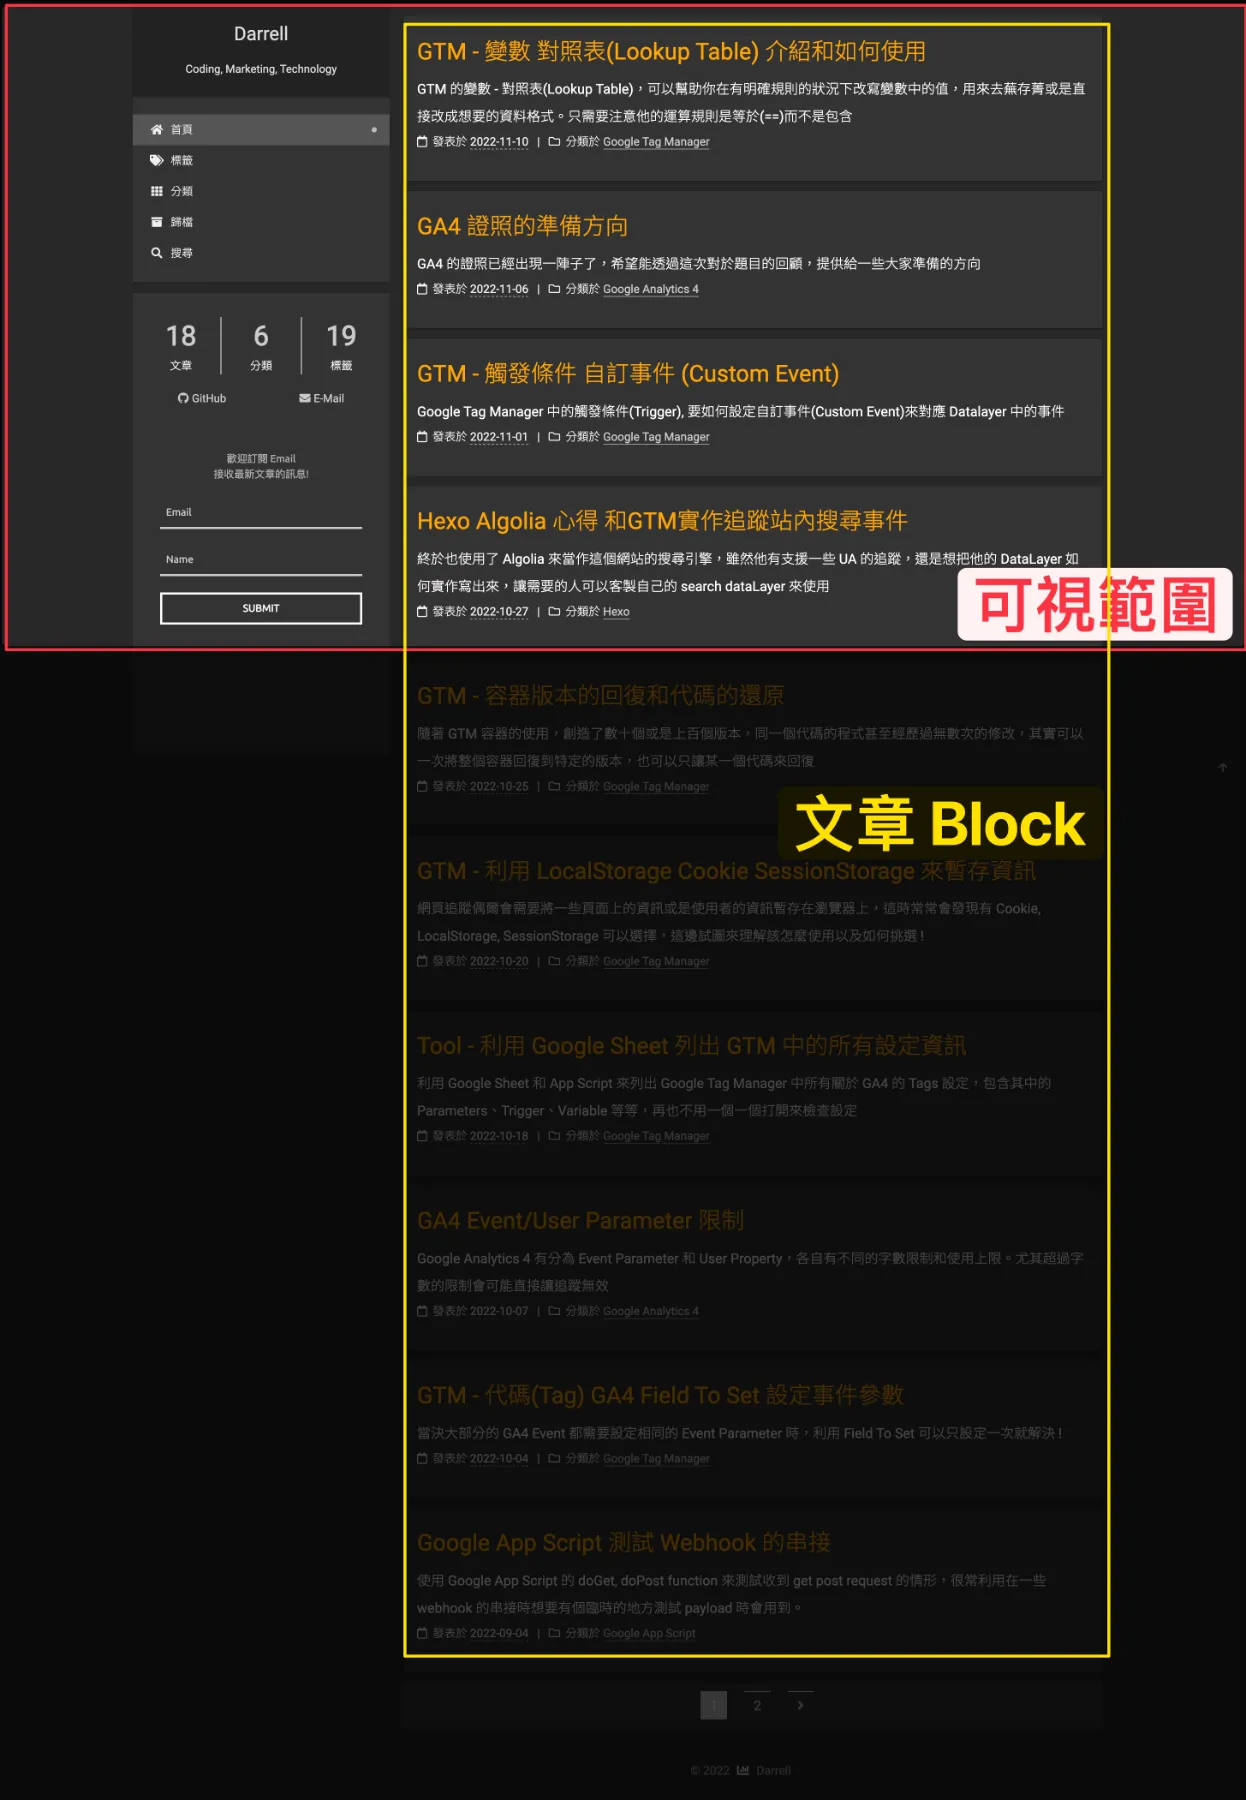 Darrell
Coding, Marketing, Technology
首頁
標籤
分類
歸檔
搜尋
18
文章
6
分類
19
標籤
GitHub
E-Mail
歡迎訂閱 Email
接收最新文章的訊息!
Email
Name
SUBMIT
GTM - 變數 對照表(Lookup Table) 介紹和如何使用
GTM 的變數 - 對照表(Lookup Table)，可以幫助你在有明確規則的狀況下改寫變數中的值，用來去蕪存菁或是直
接改成想要的資料格式。只需要注意他的運算規則是等於(==)而不是包含
發表於 2022-11-10 | 分類於 Google Tag Manager
GA4 證照的準備方向
GA4 的證照已經出現一陣子了，希望能透過這次對於題目的回顧，提供給一些大家準備的方向
發表於 2022-11-06 | 分類於 Google Analytics 4
GTM - 觸發條件 自訂事件 (Custom Event)
Google Tag Manager 中的觸發條件(Trigger), 要如何設定自訂事件(Custom Event)來對應 Datalayer 中的事件
發表於 2022-11-01 | 分類於 Google Tag Manager
Hexo Algolia 心得 和GTM實作追蹤站內搜尋事件
終於也使用了 Algolia 來當作這個網站的搜尋引擎，雖然他有支援一些 UA 的追蹤，還是想把他的 DataLayer 如
何實作寫出來，讓需要的人可以客製自己的 search dataLayer 來使用
發表於 2022-10-27 | 分類於 Hexo
可視範圍
GTM - 容器版本的回復和代碼的還原
隨著 GTM 容器的使用，創造了數十個或是上百個版本，同一個代碼的程式甚至經歷過無數次的修改，其實可以
一次將整個容器回復到特定的版本，也可以只讓某一個代碼來回復
發表於 2022-10-25 | 分類於 Google Tag Manager
文章 Block
GTM - 利用 LocalStorage Cookie SessionStorage 來暫存資訊
網頁追蹤偶爾會需要將一些頁面上的資訊或是使用者的資訊暫存在瀏覽器上，這時常常會發現有 Cookie,
LocalStorage, SessionStorage 可以選擇，這邊試圖來理解該怎麼使用以及如何挑選 !
發表於 2022-10-20 | 分類於 Google Tag Manager
Tool - 利用 Google Sheet 列出 GTM 中的所有設定資訊
利用 Google Sheet 和 App Script 來列出 Google Tag Manager 中所有關於 GA4 的 Tags 設定，包含其中的
Parameters、Trigger、Variable 等等，再也不用一個一個打開來檢查設定
發表於 2022-10-18 | 分類於 Google Tag Manager
GA4 Event/User Parameter 限制
Google Analytics 4 有分為 Event Parameter 和 User Property，各自有不同的字數限制和使用上限。尤其超過字
數的限制會可能直接讓追蹤無效
發表於 2022-10-07 | 分類於 Google Analytics 4
GTM - 代碼(Tag) GA4 Field To Set 設定事件參數
當決大部分的 GA4 Event 都需要設定相同的 Event Parameter 時，利用 Field To Set 可以只設定一次就解決 !
發表於 2022-10-04 | 分類於 Google Tag Manager
Google App Script 測試 Webhook 的串接
使用 Google App Script 的 doGet, doPost function 來測試收到 get post request 的情形，很常利用在一些
webhook 的串接時想要有個臨時的地方測試 payload 時會用到。
發表於 2022-09-04 | 分類於 Google App Script
1 2
© 2022 Darrell